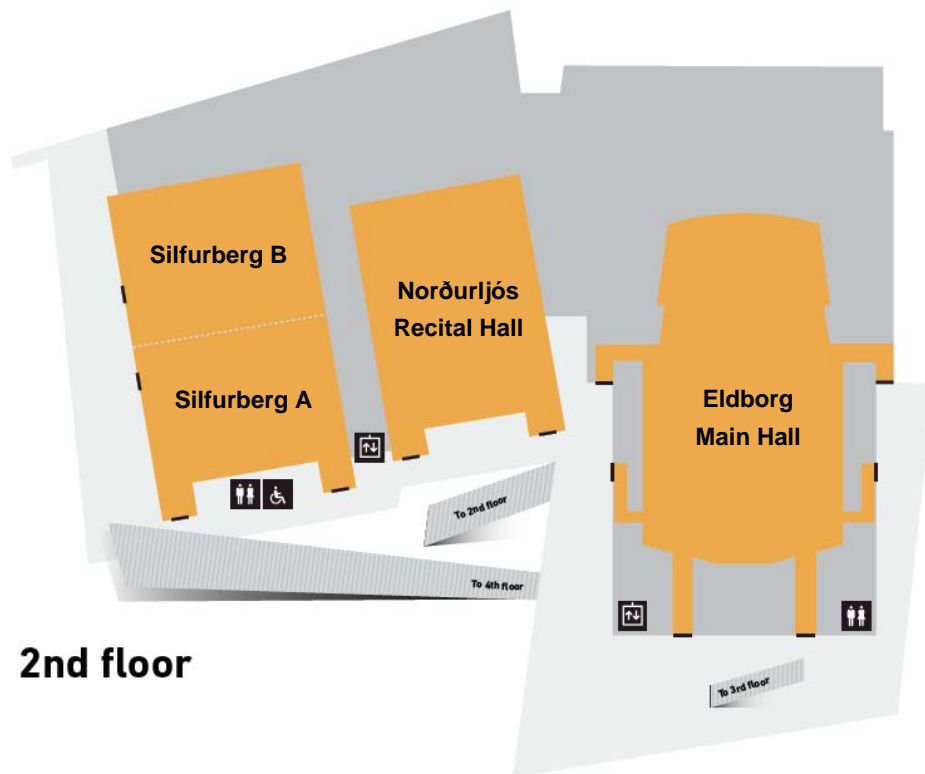 Silfurberg B
Norðurljós
Recital Hall
Silfurberg A
Eldborg
Main Hall
To 2nd floor
To 4th floor
2nd floor
To 3rd floor